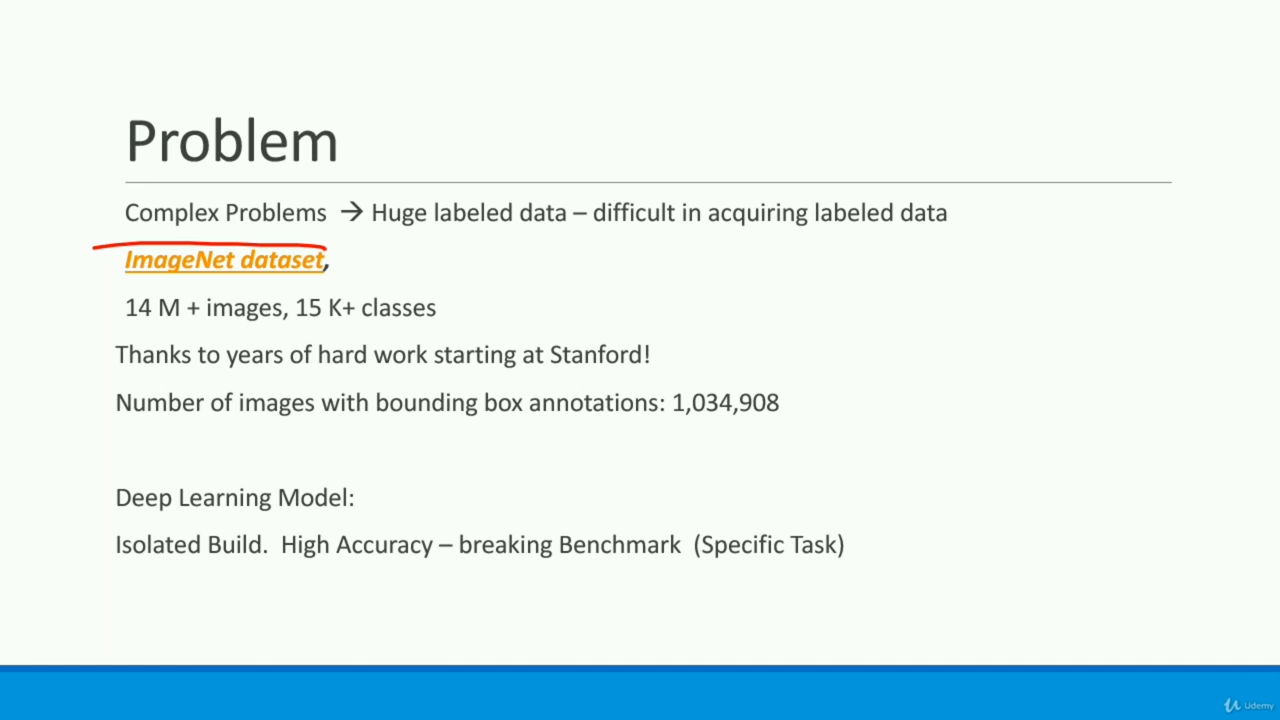 Problem
Complex Problems → Huge labeled data – difficult in acquiring labeled data
ImageNet dataset,
14 M + images, 15 K+ classes
Thanks to years of hard work starting at Stanford!
Number of images with bounding box annotations: 1,034,908
Deep Learning Model:
Isolated Build. High Accuracy – breaking Benchmark (Specific Task)
Udemy